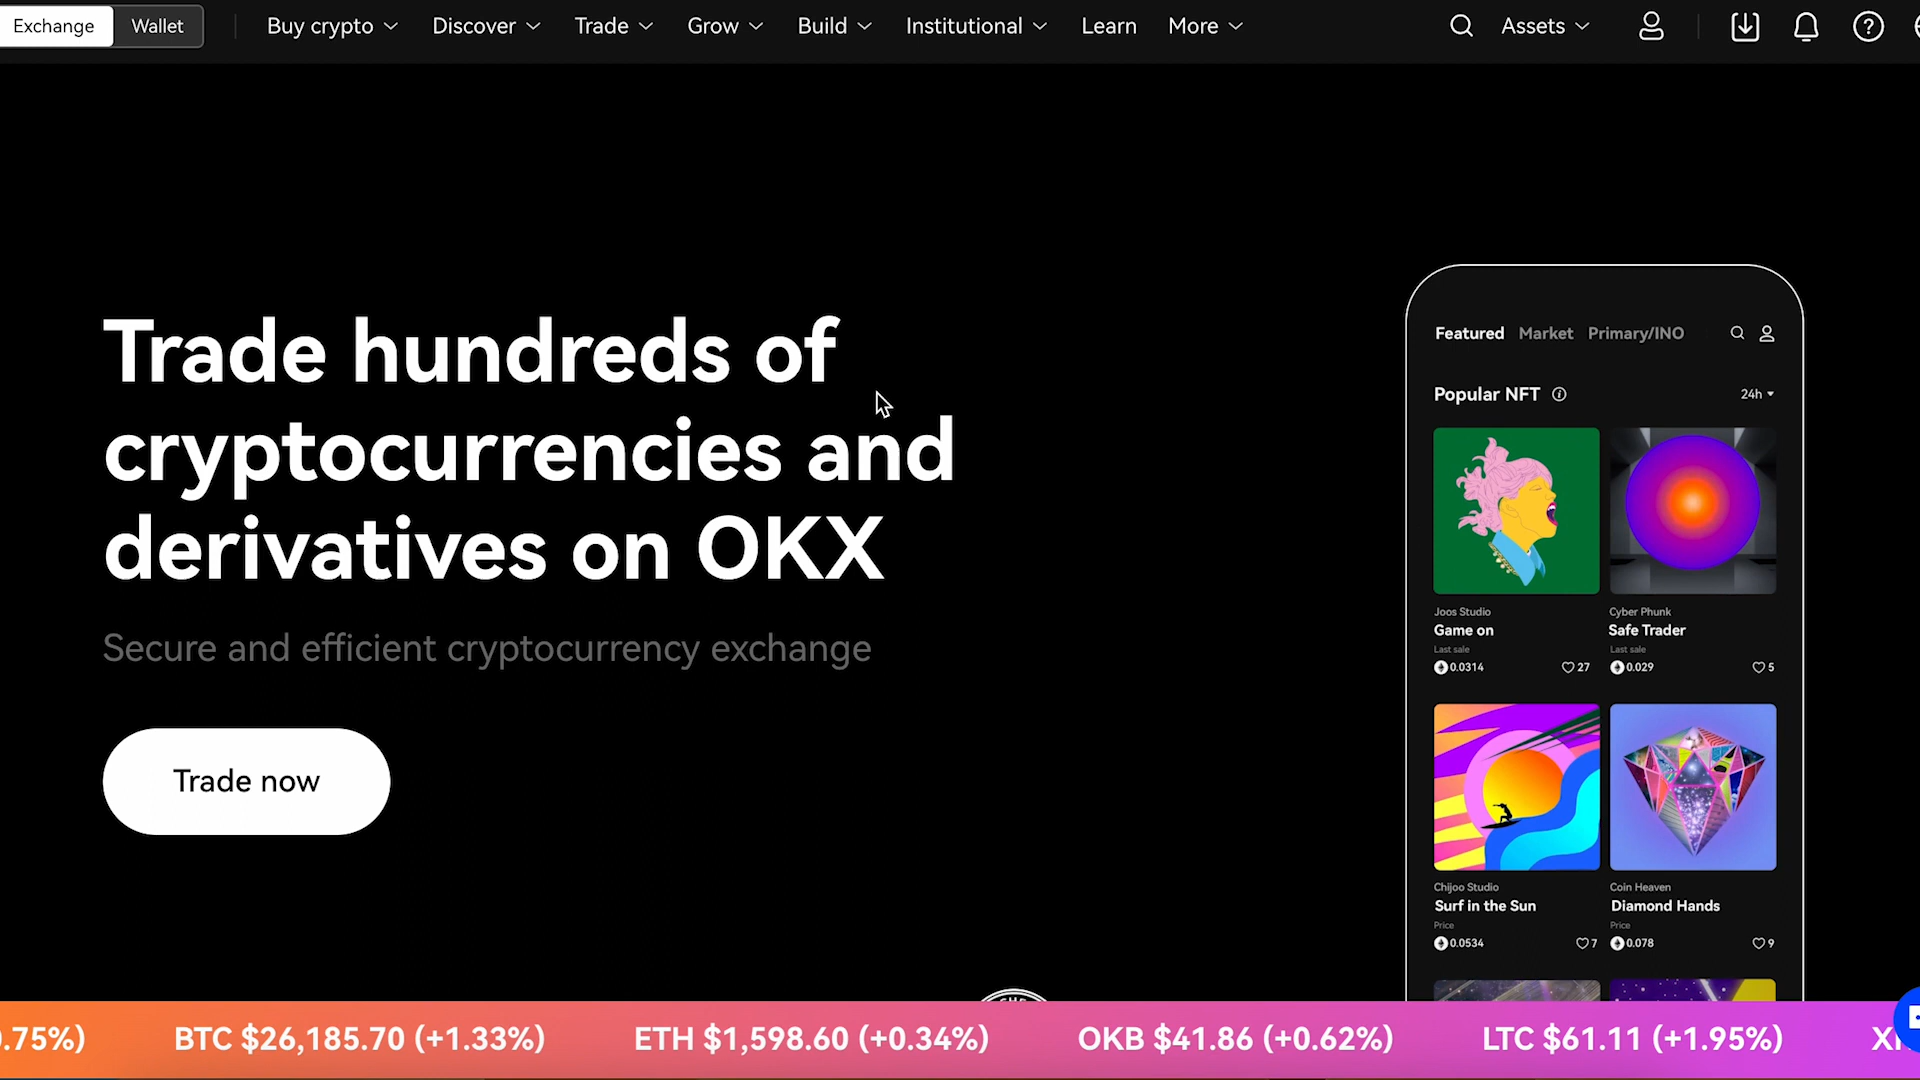 Exchange Wallet Buy crypto Discover Trade Grow Build Institutional Learn More Assets
Trade hundreds of
cryptocurrencies and
derivatives on OKX
Secure and efficient cryptocurrency exchange
Trade now
Featured Market Primary/INO
Popular NFT 24h
Joos Studio
Game on
Last sale
0.0314 27
Cyber Phunk
Safe Trader
Last sale
0.029 5
Chijoo Studio
Surf in the Sun
Price
0.0534 7
Coin Heaven
Diamond Hands
Price
0.078 9
.75%) BTC $26,185.70 (+1.33%) ETH $1,598.60 (+0.34%) OKB $41.86 (+0.62%) LTC $61.11 (+1.95%)